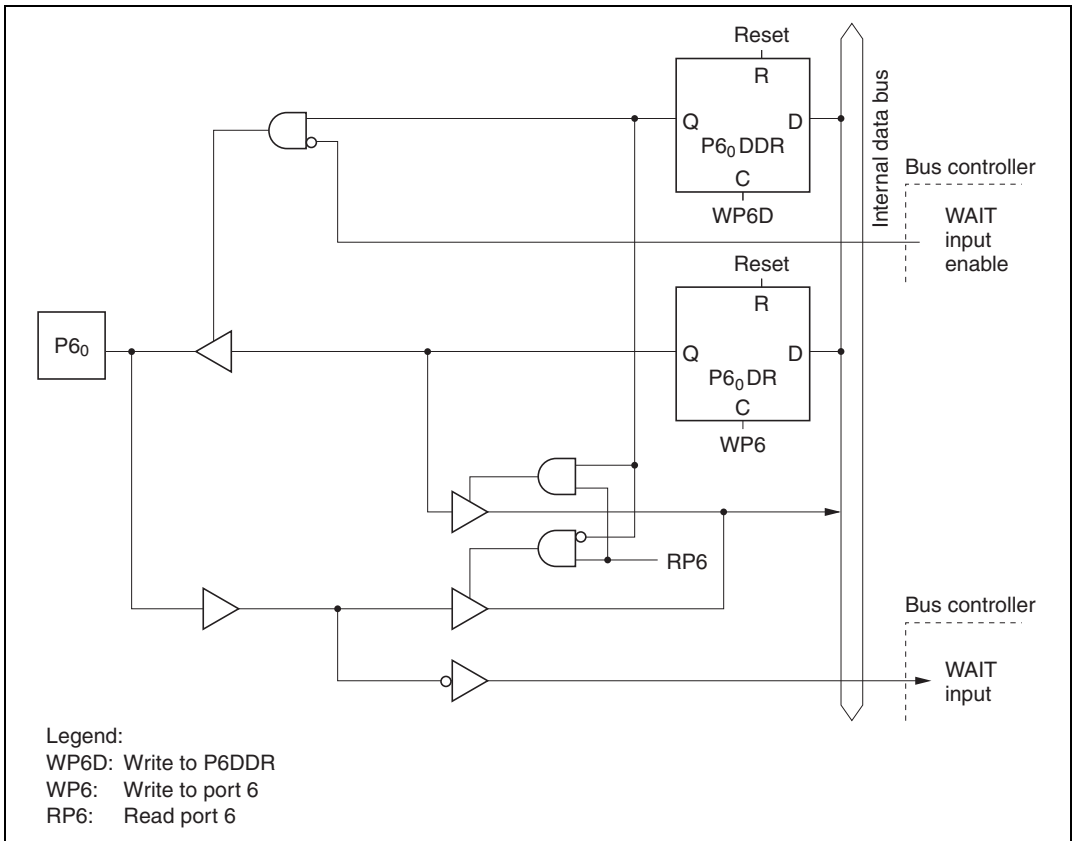 Reset
R
Q
D
P6₀ DDR
C
WP6D
Internal data bus
Bus controller
WAIT
input
enable
Reset
R
P6₀
Q
D
P6₀ DR
C
WP6
RP6
Bus controller
WAIT
input
Legend:
WP6D: Write to P6DDR
WP6: Write to port 6
RP6: Read port 6